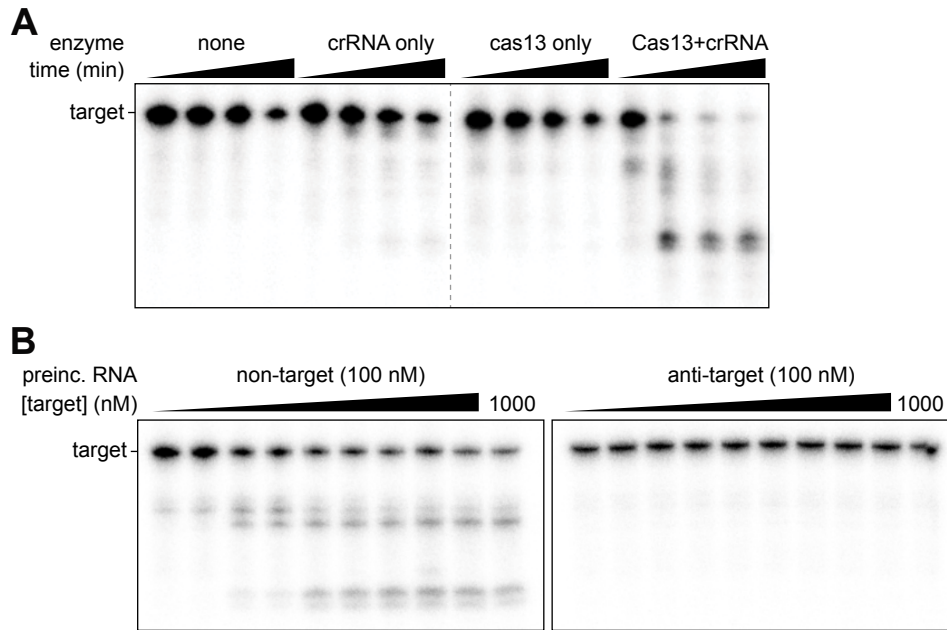 A
enzyme none crRNA only cas13 only Cas13+crRNA
time (min)
target
B
preinc. RNA non-target (100 nM) anti-target (100 nM)
[target] (nM) 1000 1000
target